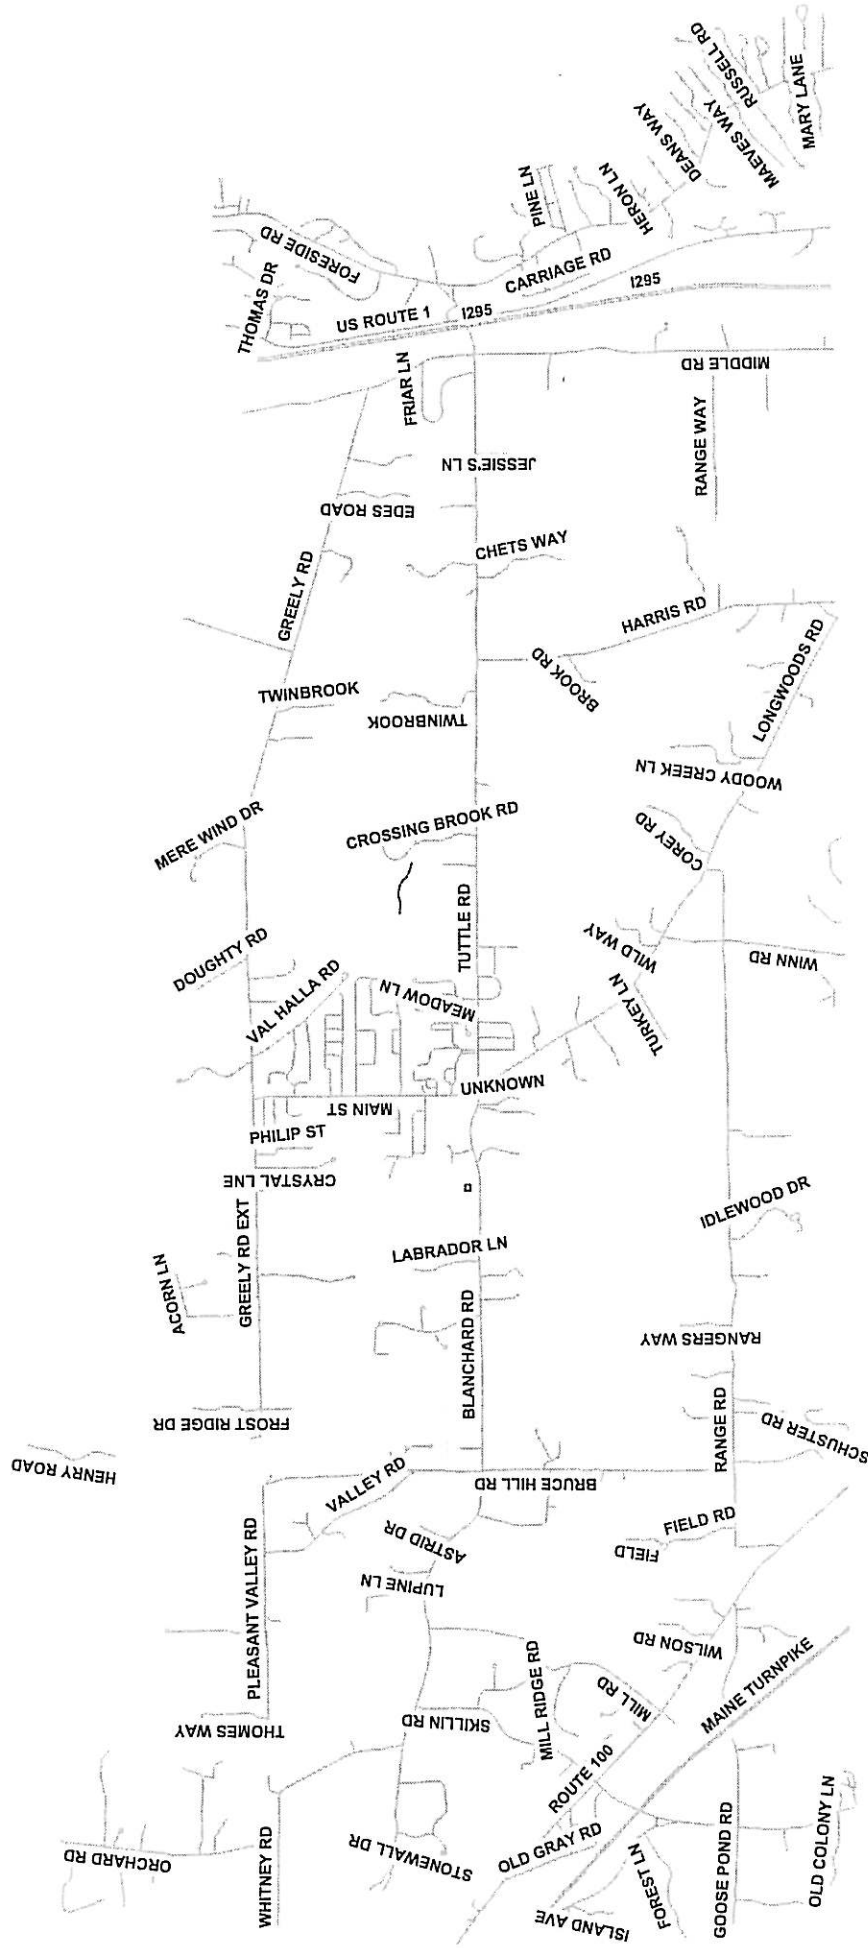 RUSSELL RD
DEANS WAY
MAEVES WAY
MARY LANE
PINE LN
HERON LN
FORESIDE RD
THOMAS DR
CARRIAGE RD
US ROUTE 1
I295
I295
FRIAR LN
MIDDLE RD
RANGE WAY
JESSIE'S LN
EDES ROAD
CHETS WAY
GREELY RD
HARRIS RD
BROOK RD
TWINBROOK
TWINBROOK
LONGWOODS RD
WOODY CREEK LN
MERE WIND DR
CROSSING BROOK RD
COREY RD
DOUGHTY RD
TUTTLE RD
WILD WAY
WINN RD
VAL HALLA RD
MEADOW LN
TURKEY LN
UNKNOWN
MAIN ST
PHILIP ST
CRYSTAL LNE
IDLEWOOD DR
LABRADOR LN
GREELY RD EXT
ACORN LN
BLANCHARD RD
RANGERS WAY
FROST RIDGE DR
RANGE RD
SCHUSTER RD
HENRY ROAD
VALLEY RD
BRUCE HILL RD
ASTRID DR
FIELD RD
FIELD
LUPINE LN
PLEASANT VALLEY RD
WILSON RD
THOMES WAY
SKILLIN RD
MILL RIDGE RD
MILL RD
MAINE TURNPIKE
ROUTE 100
ORCHARD RD
WHITNEY RD
STONEWALL DR
OLD GRAY RD
ISLAND AVE
FOREST LN
GOOSE POND RD
OLD COLONY LN